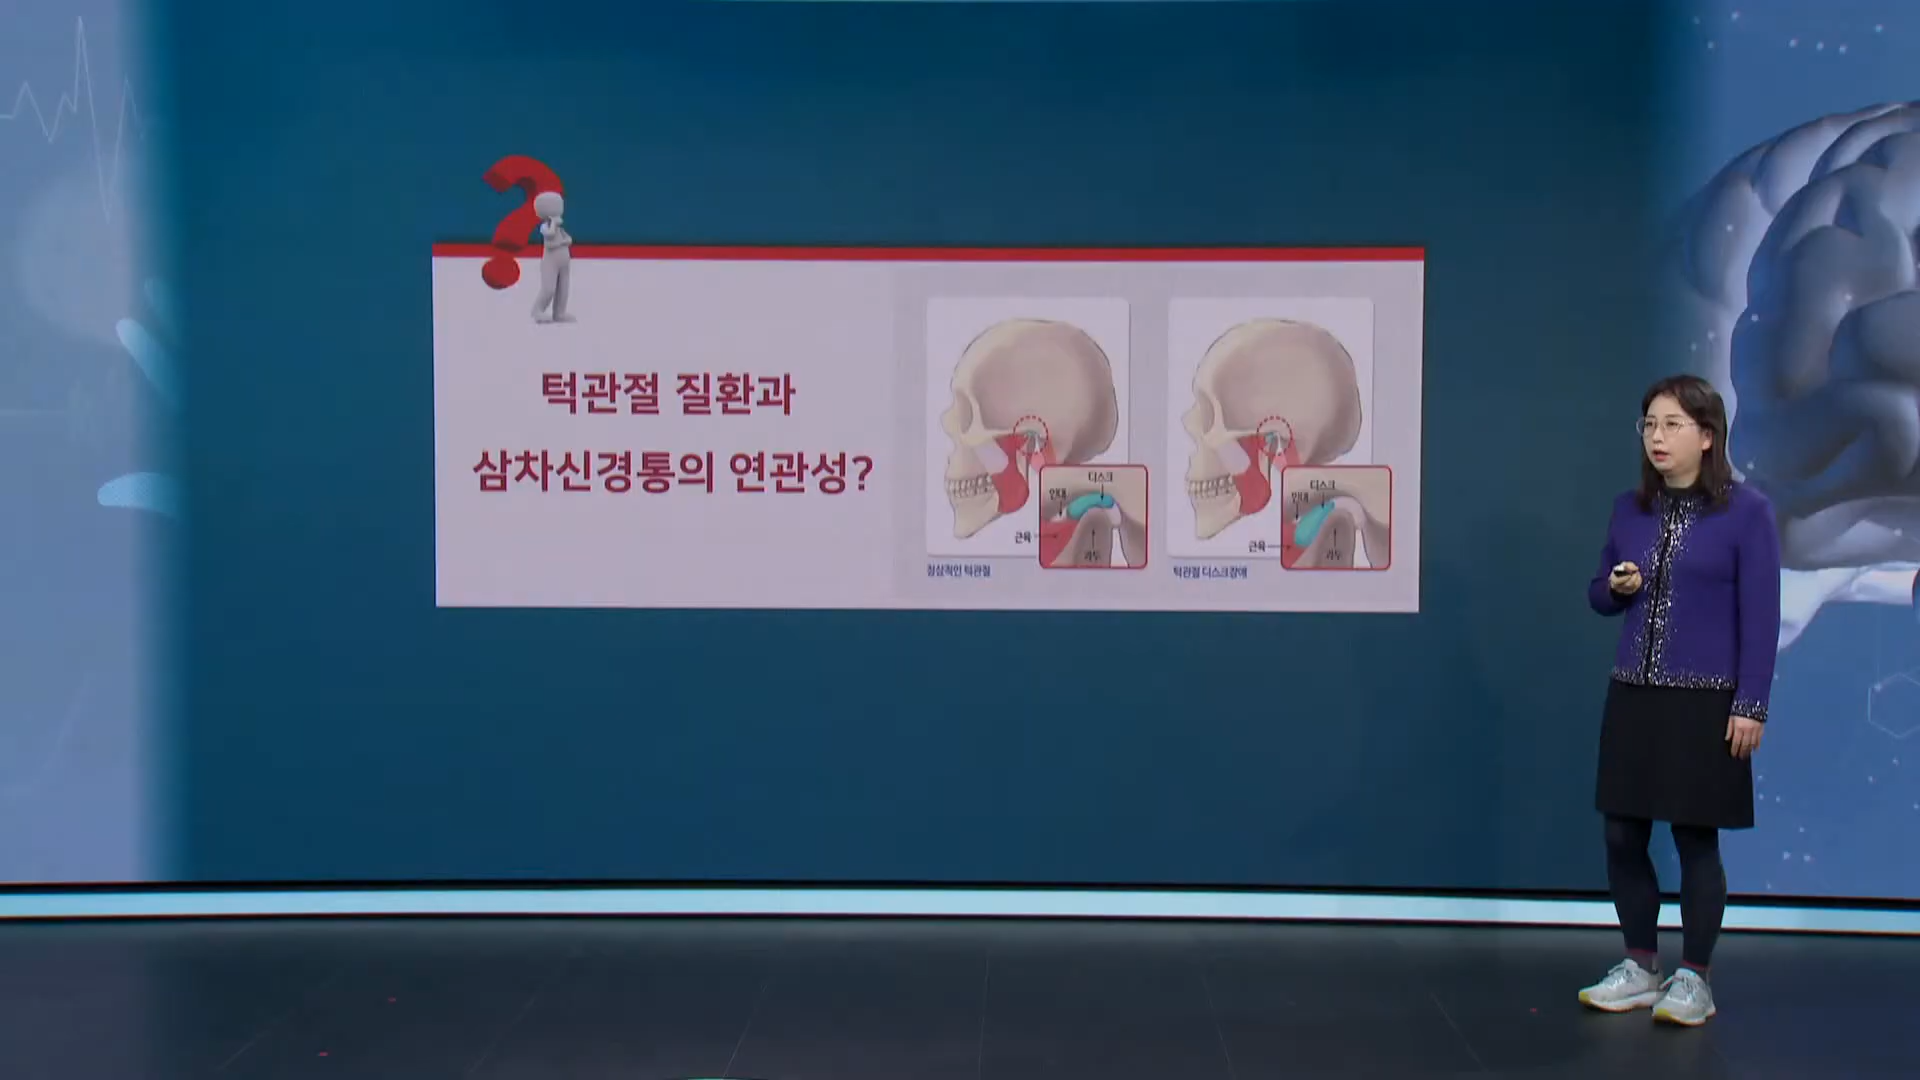 턱관절 질환과
삼차신경통의 연관성?
디스크
인대
근육
과두
정상적인 턱관절
디스크
인대
근육
과두
턱관절 디스크장애